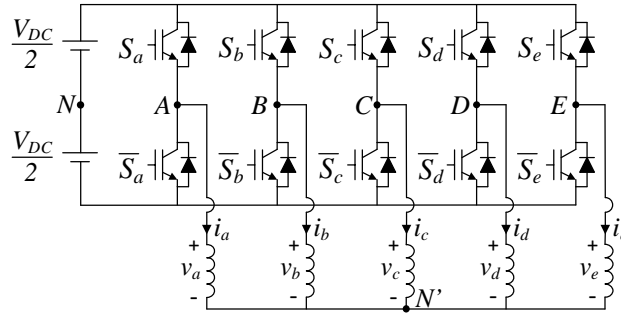 V_DC/2 S_a S_b S_c S_d S_e
N A B C D E
V_DC/2 S̅_a S̅_b S̅_c S̅_d S̅_e
i_a i_b i_c i_d
+ + + + +
v_a v_b v_c v_d v_e
- - - - -
N'